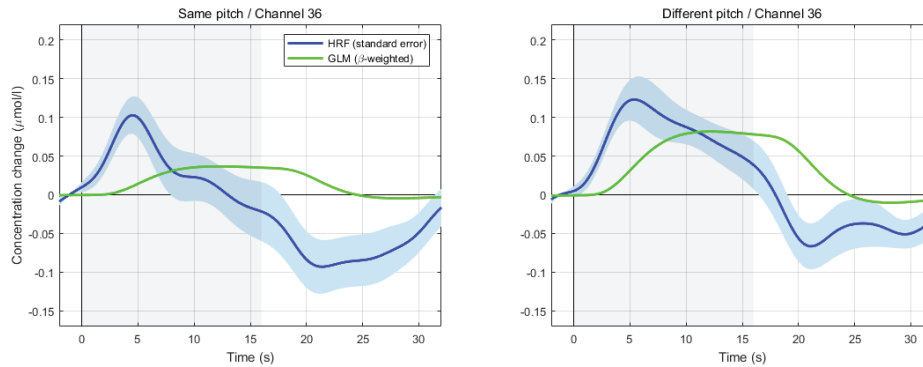 Same pitch / Channel 36
Different pitch / Channel 36
HRF (standard error)
GLM (β-weighted)
Concentration change (μmol/l)
0.2
0.15
0.1
0.05
0
-0.05
-0.1
-0.15
0 5 10 15 20 25 30
Time (s)
0.2
0.15
0.1
0.05
0
-0.05
-0.1
-0.15
0 5 10 15 20 25 30
Time (s)